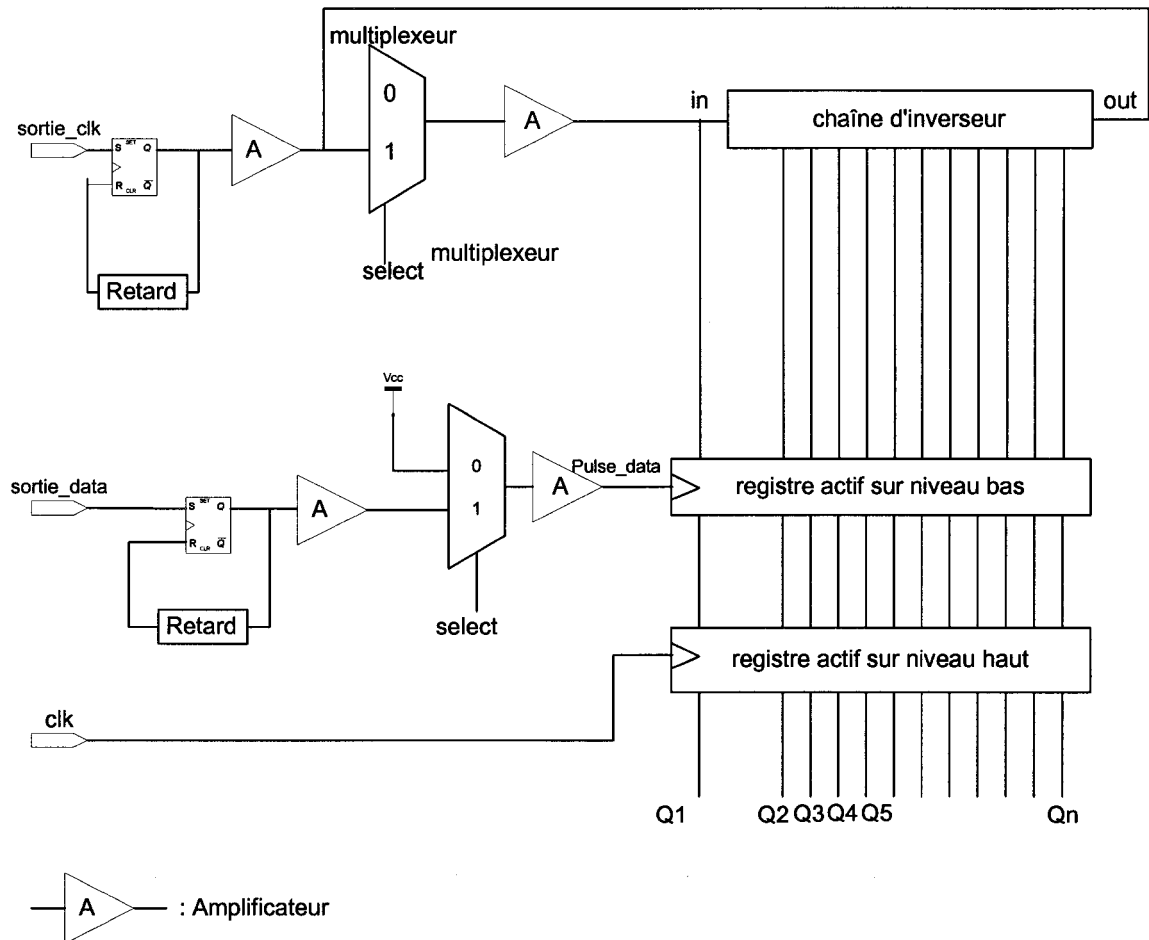 multiplexeur
sortie_clk
S SET Q
R CLR Q
A
0
1
A
in
chaîne d'inverseur
out
Retard
select
multiplexeur
Vcc
sortie_data
S SET Q
R CLR Q
A
0
1
A
Pulse_data
registre actif sur niveau bas
Retard
select
registre actif sur niveau haut
clk
Q1 Q2 Q3 Q4 Q5 Qn
A : Amplificateur